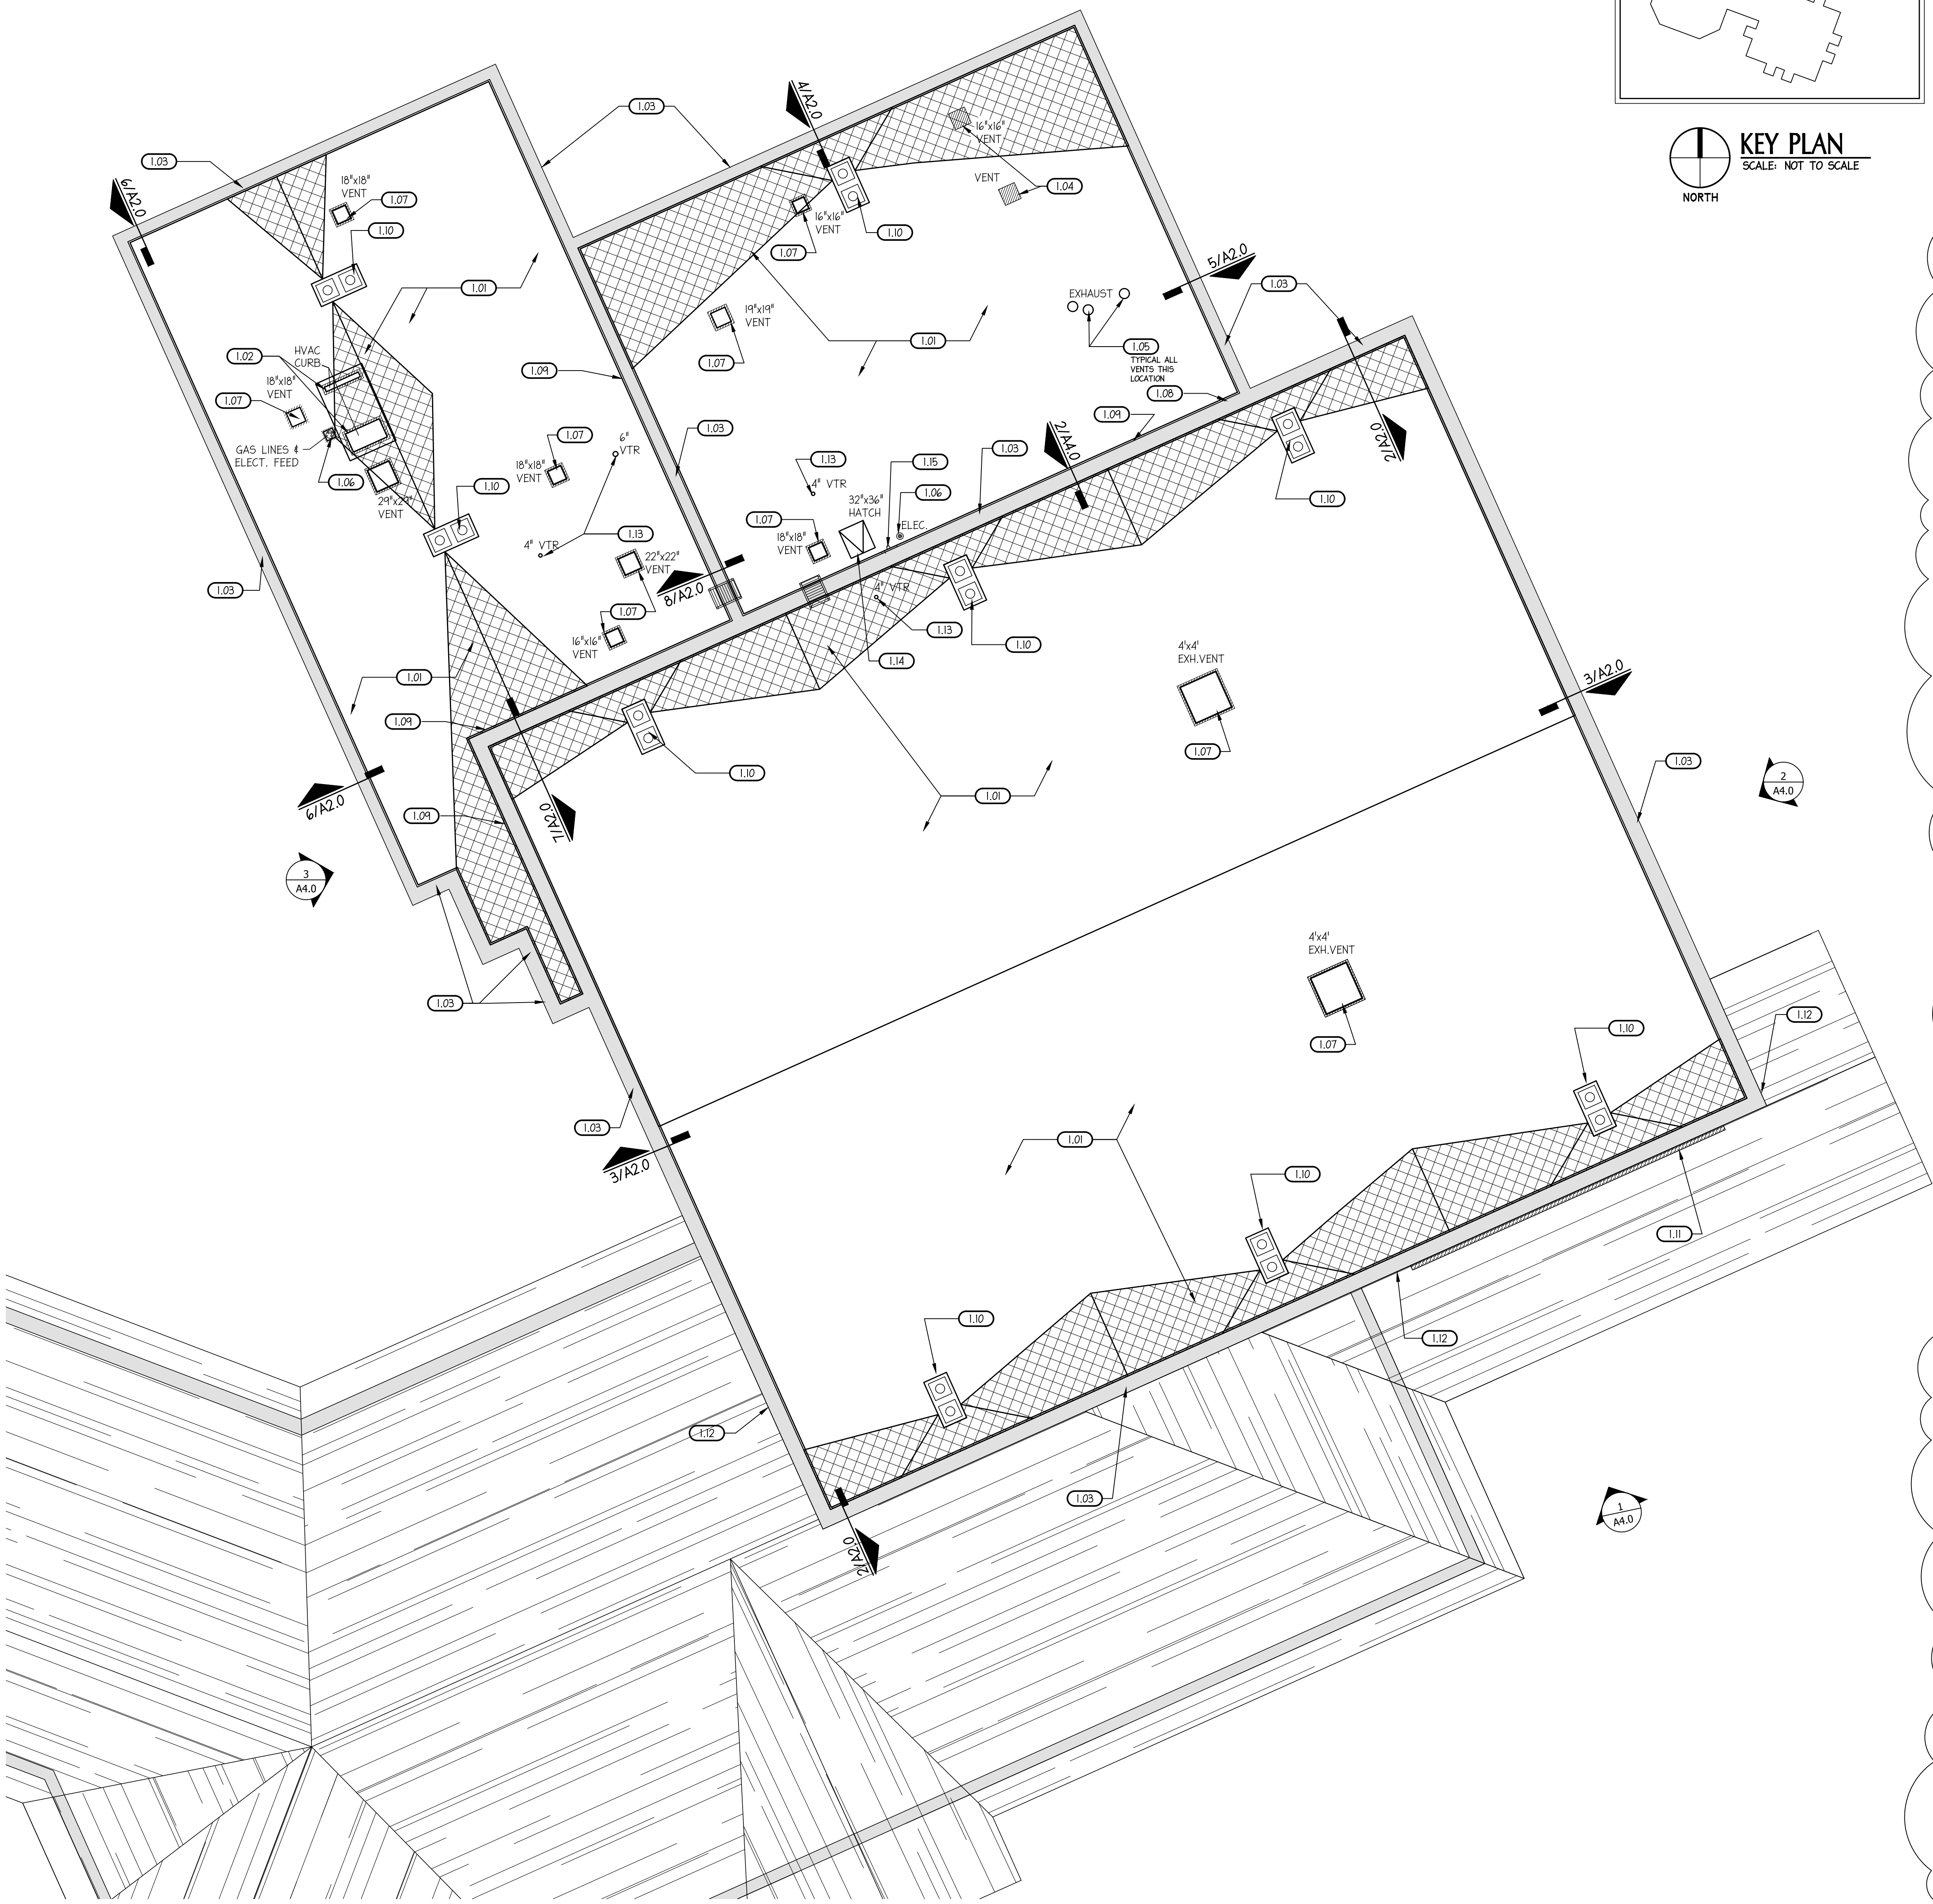 KEY PLAN
SCALE: NOT TO SCALE
NORTH
4/A2.0
1.03
16"x16"
VENT
1.03
6/A2.0
18"x18"
VENT
1.07
VENT
1.04
1.10
16"x16"
VENT
1.07
1.10
5/A2.0
1.01
1.03
EXHAUST
19"x19"
VENT
1.01
1.05
TYPICAL ALL
VENTS THIS
LOCATION
1.02
HVAC
CURB
1.07
1.09
18"x18"
VENT
1.07
1.08
1.09
1.03
2/A4.0
2/A2.0
GAS LINES &
ELECT. FEED
1.06
1.07
6"
VTR
18"x18"
VENT
1.13
4" VTR
1.15
1.03
29"x29"
VENT
1.10
32"x36"
HATCH
1.06
1.10
ELEC.
1.07
18"x18"
VENT
4" VTR
1.13
22"x22"
VENT
1.03
8/A2.0
4" VTR
1.07
16"x16"
VENT
1.13
1.10
1.14
4'x4'
EXH.VENT
1.01
3/A2.0
1.09
1.07
1.03
1.10
2
A4.0
1.01
6/A2.0
1.09
7/A2.0
3
A4.0
4'x4'
EXH.VENT
1.03
1.12
1.10
1.07
1.03
1.01
3/A2.0
1.10
1.11
1.10
1.12
1.12
1.03
1
A4.0
2/A2.0